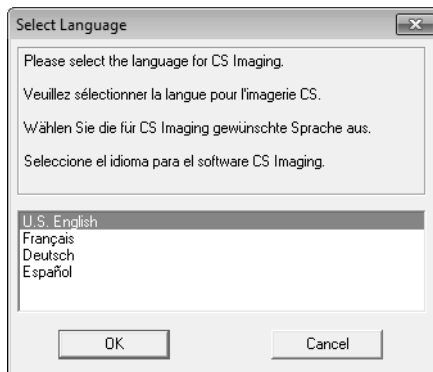 Select Language
Please select the language for CS Imaging.
Veuillez sélectionner la langue pour l'imagerie CS.
Wählen Sie die für CS Imaging gewünschte Sprache aus.
Seleccione el idioma para el software CS Imaging.
U.S. English
Français
Deutsch
Español
OK
Cancel